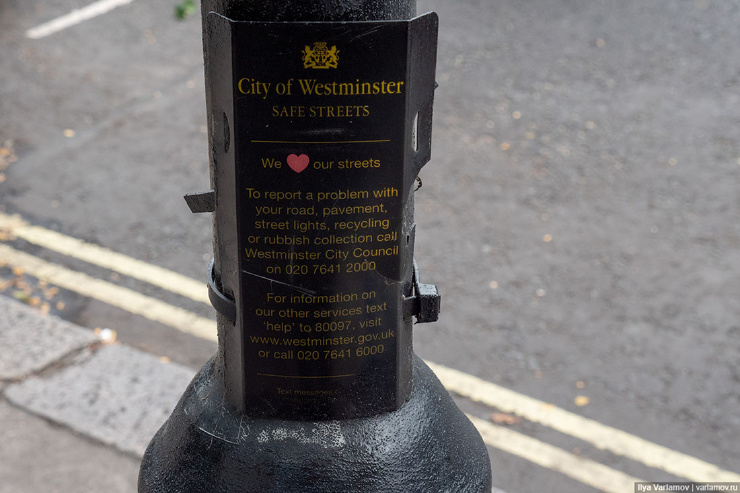 City of Westminster
SAFE STREETS
We ❤ our streets
To report a problem with
your road, pavement,
street lights, recycling
or rubbish collection call
Westminster City Council
on 020 7641 2000
For information on
our other services text
'help' to 80097, visit
www.westminster.gov.uk
or call 020 7641 6000
Text messages
Ilya Varlamov | varlamov.ru